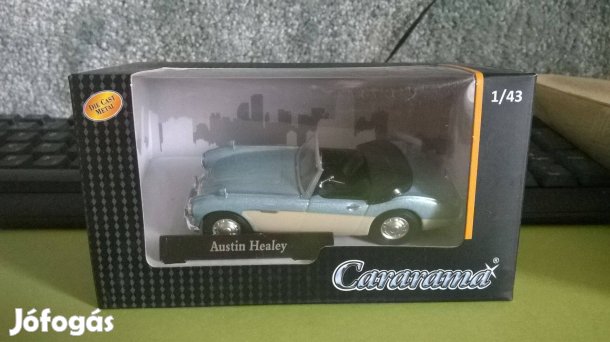 DIE CAST
METAL
1/43
Austin Healey
Cararama
Jófogás